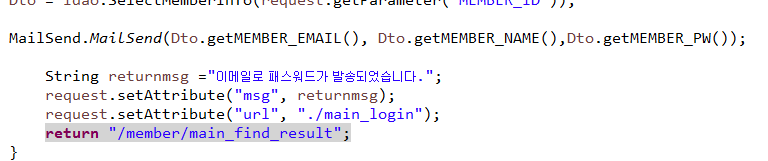 Dto = idao.SelectMemberInfo(request.getParameter("MEMBER_ID"));
MailSend.MailSend(Dto.getMEMBER_EMAIL(), Dto.getMEMBER_NAME(),Dto.getMEMBER_PW());
String returnmsg ="이메일로 패스워드가 발송되었습니다.";
request.setAttribute("msg", returnmsg);
request.setAttribute("url", "./main_login");
return "/member/main_find_result";
}